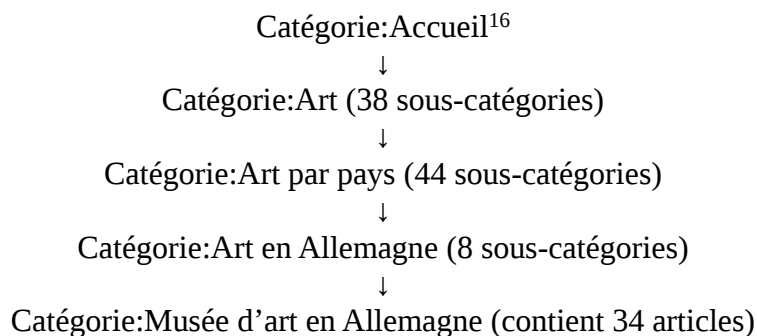 Catégorie:Accueil16
↓
Catégorie:Art (38 sous-catégories)
↓
Catégorie:Art par pays (44 sous-catégories)
↓
Catégorie:Art en Allemagne (8 sous-catégories)
↓
Catégorie:Musée d’art en Allemagne (contient 34 articles)